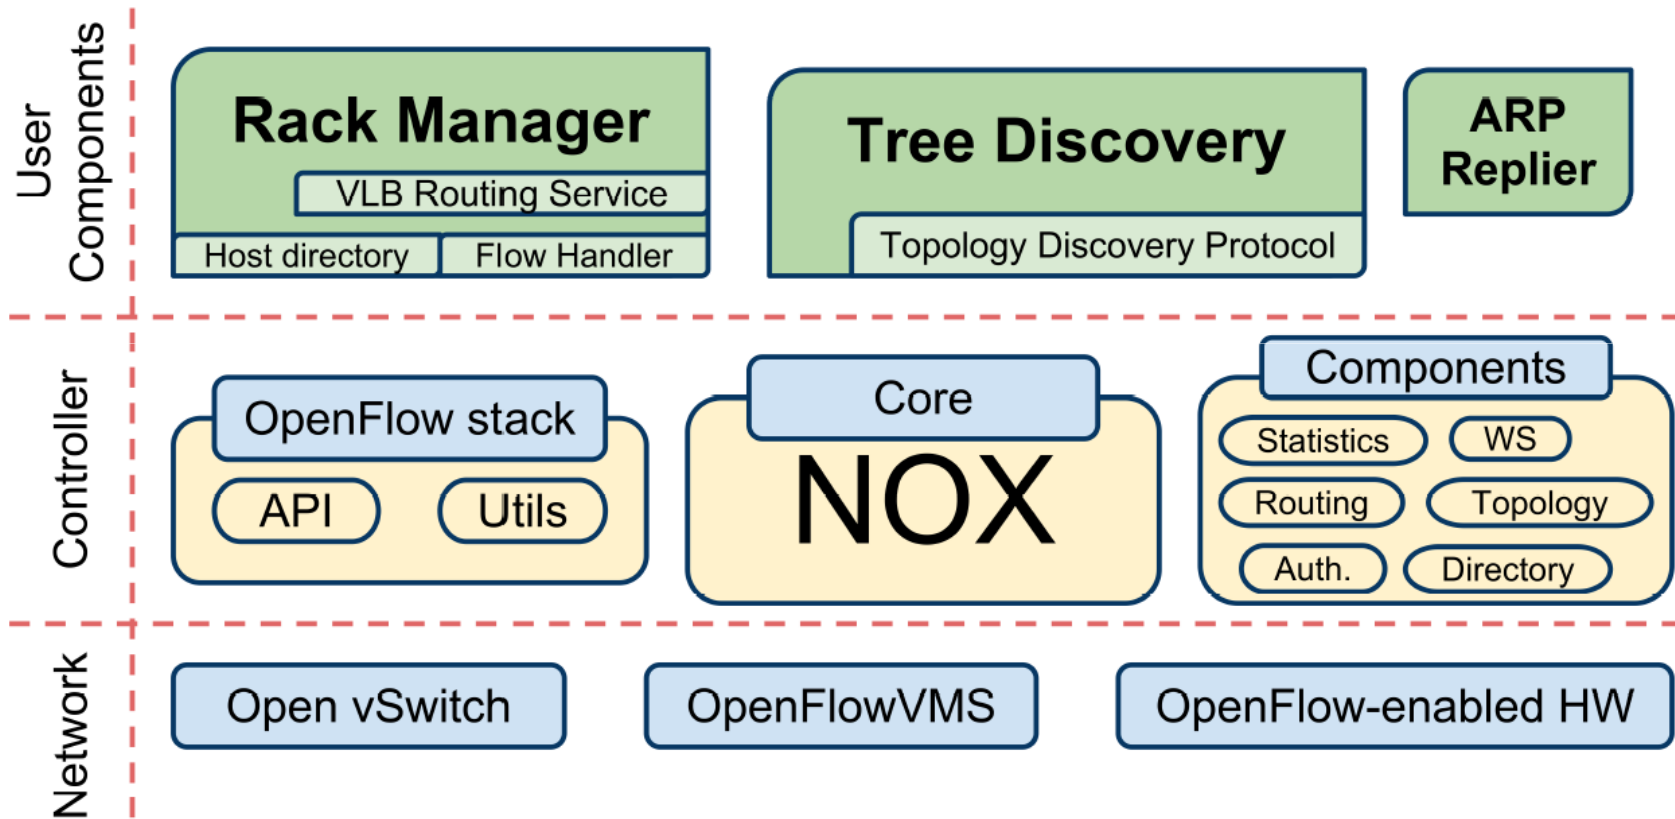 User
Components
Rack Manager
VLB Routing Service
Host directory
Flow Handler
Tree Discovery
Topology Discovery Protocol
ARP
Replier
Controller
OpenFlow stack
API
Utils
Core
NOX
Components
Statistics
WS
Routing
Topology
Auth.
Directory
Network
Open vSwitch
OpenFlowVMS
OpenFlow-enabled HW